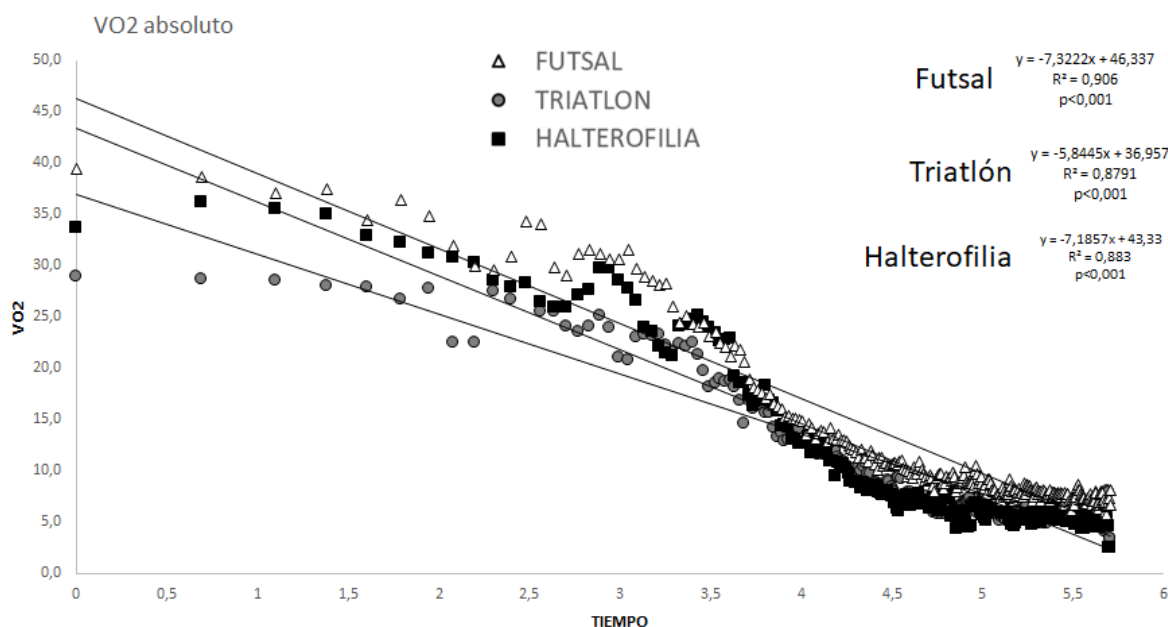 VO2 absoluto
FUTSAL
TRIATLON
HALTEROFILIA
Futsal
y = -7,3222x + 46,337
R² = 0,906
p<0,001
Triatlón
y = -5,8445x + 36,957
R² = 0,8791
p<0,001
Halterofilia
y = -7,1857x + 43,33
R² = 0,883
p<0,001
50,0
45,0
40,0
35,0
30,0
25,0
20,0
15,0
10,0
5,0
0,0
VO2
0
0,5
1
1,5
2
2,5
3
3,5
4
4,5
5
5,5
6
TIEMPO